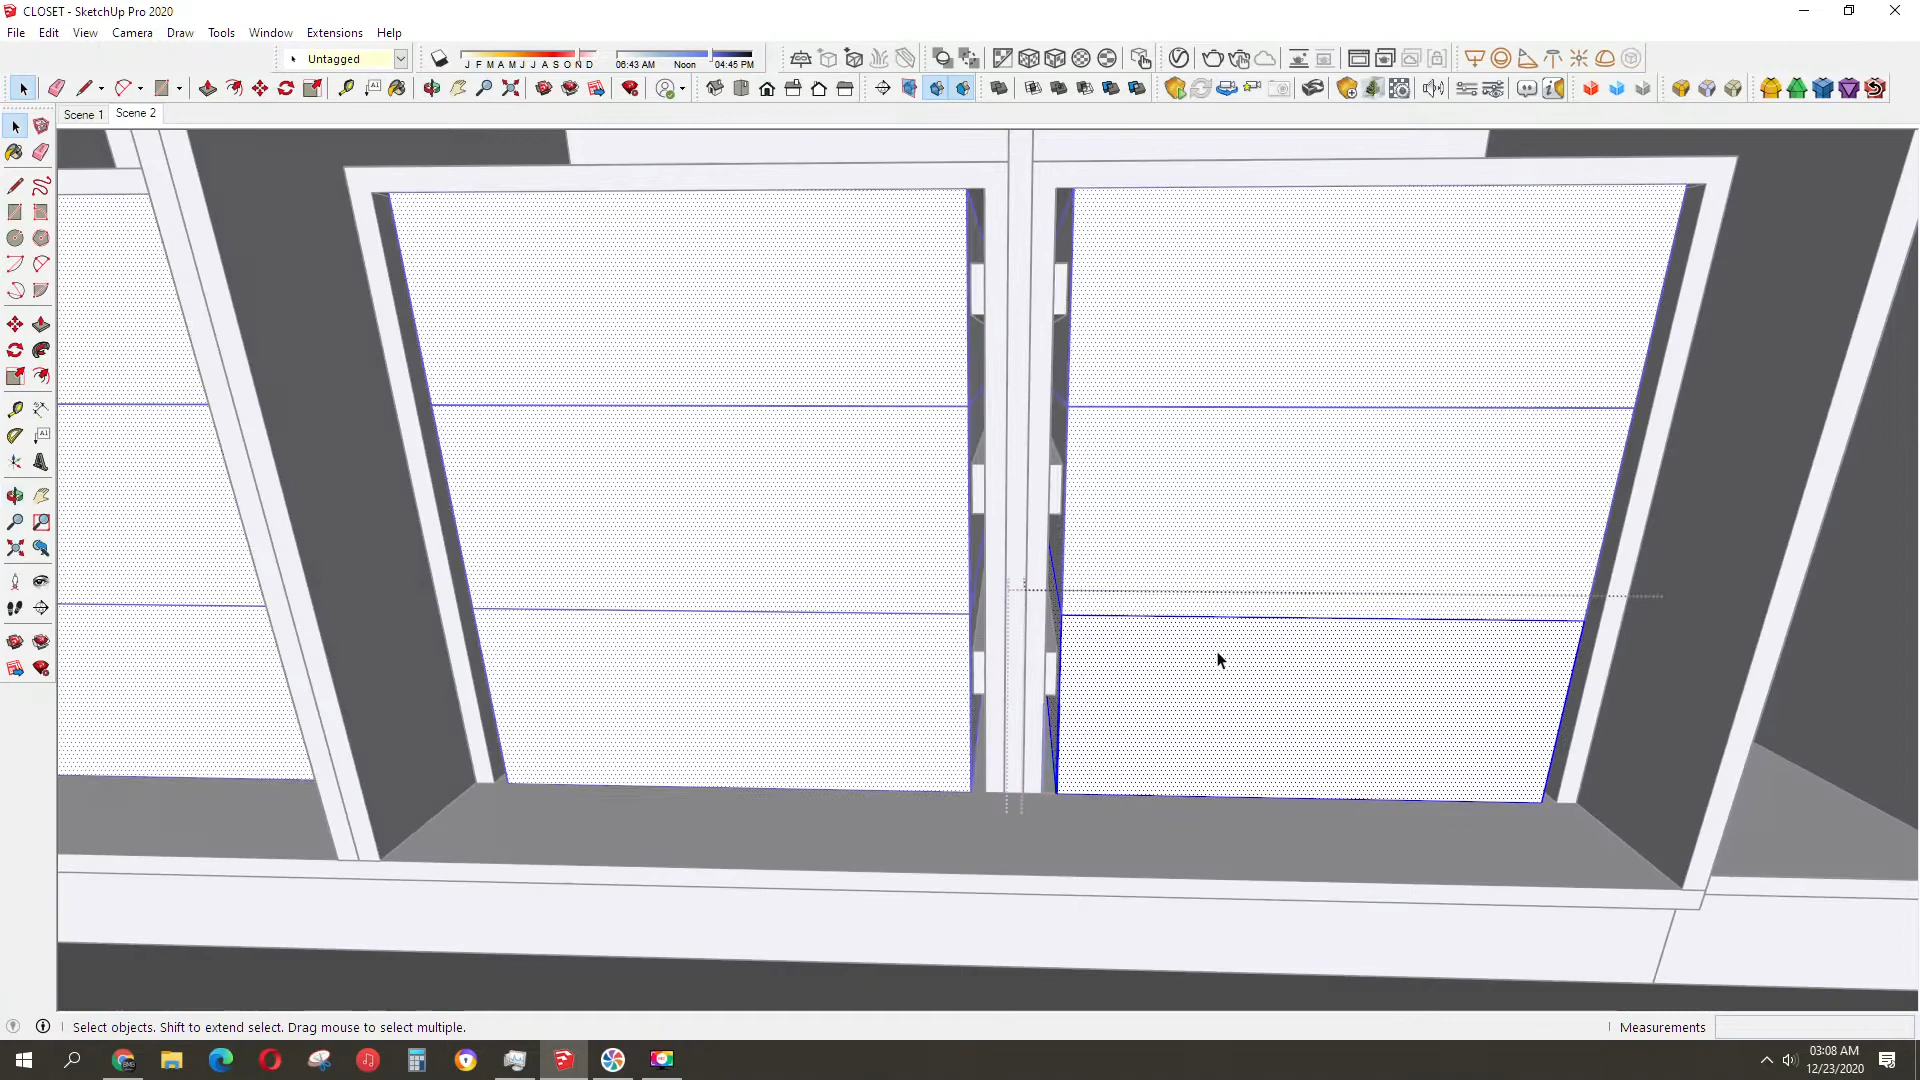 CLOSET - SketchUp Pro 2020
File Edit View Camera Draw Tools Window Extensions Help
Untagged
J F M A M J J A S O N D
06:43 AM Noon 04:45 PM
Scene 1 Scene 2
Select objects. Shift to extend select. Drag mouse to select multiple.
Measurements
03:08 AM
12/23/2020